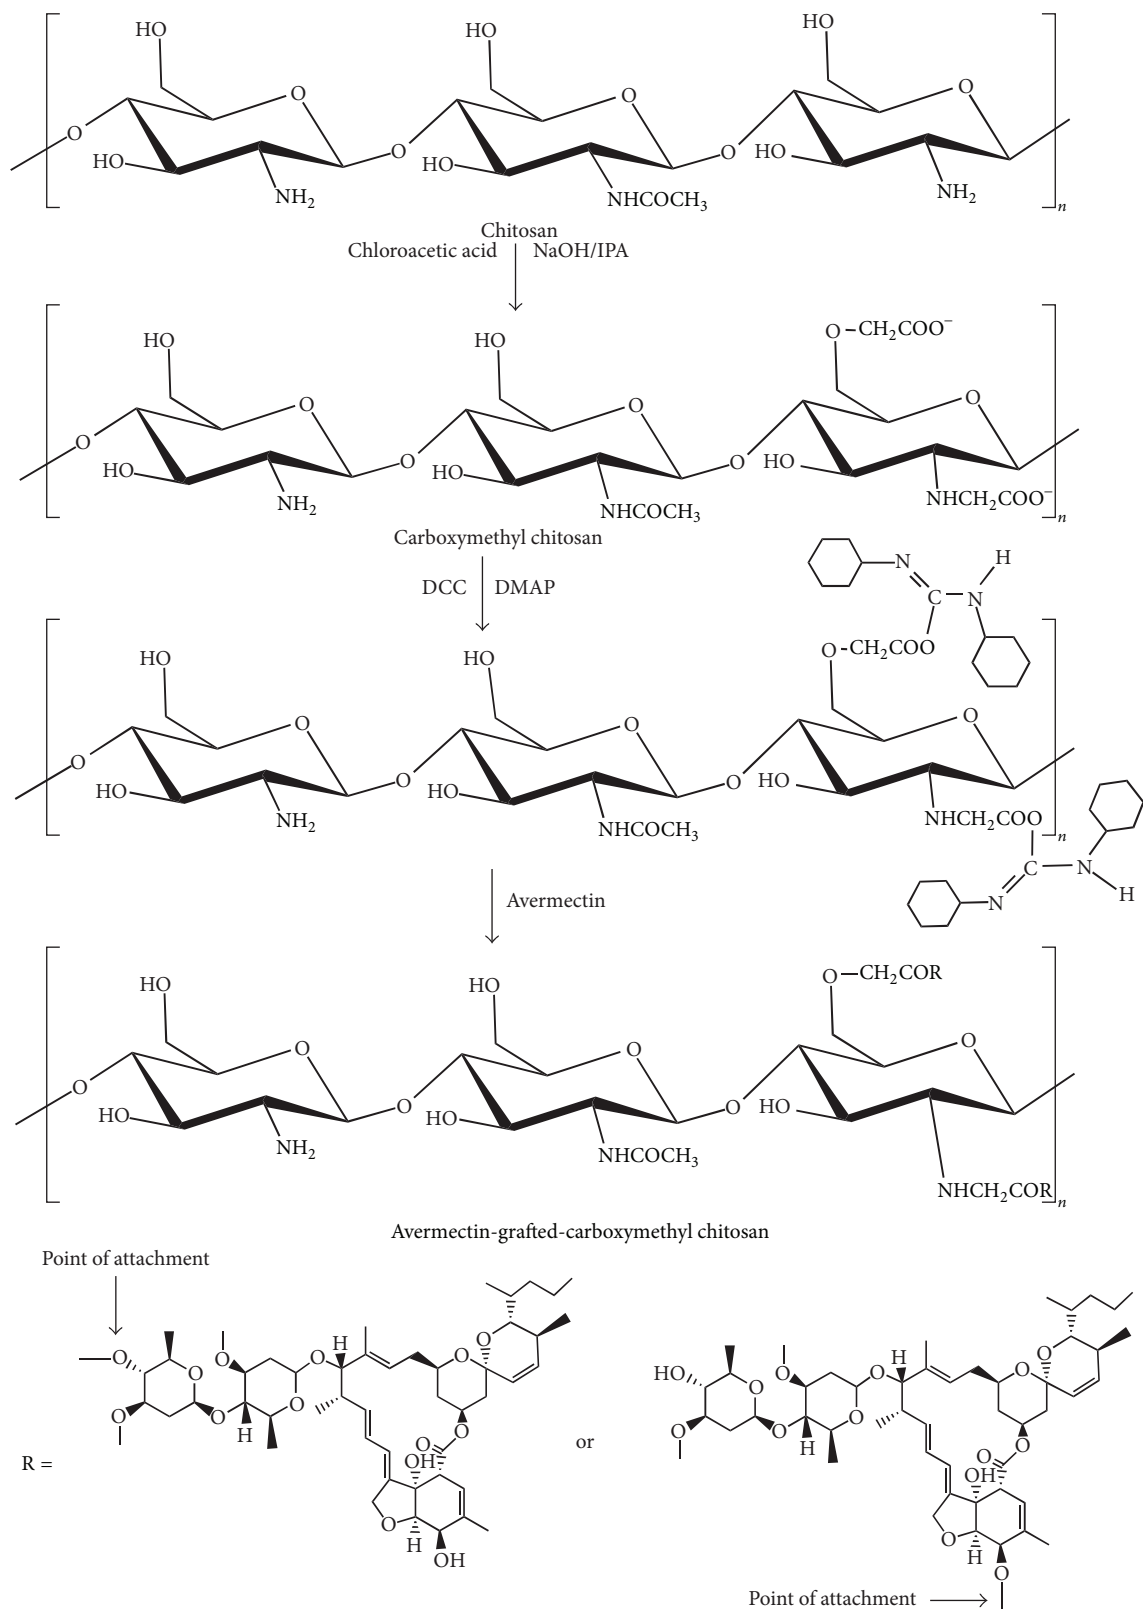 HO HO HO
O O O
O O O
HO HO HO
NH2 NHCOCH3 NH2
n
Chitosan
Chloroacetic acid NaOH/IPA
O–CH2COO−
HO HO
O O O
O O O
HO HO HO
NH2 NHCOCH3 NHCH2COO−
n
Carboxymethyl chitosan
DCC DMAP
H
N
C N
HO HO O-CH2COO
O O O
O O O
HO HO HO
NH2 NHCOCH3 NHCH2COO
n
C N
N H
Avermectin
HO HO O–CH2COR
O O O
O O O
HO HO HO
NH2 NHCOCH3
NHCH2COR
n
Avermectin-grafted-carboxymethyl chitosan
Point of attachment
O O O H O O
O O O
O O
H
O
O OH
O
H
OH
R =
or
HO O O H O O
O O O
O O
H
O
O OH
O
H
O
Point of attachment